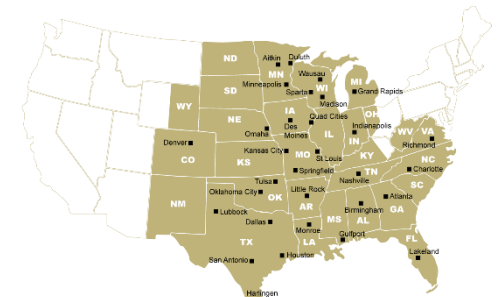 ND
Aitkin
Duluth
MN
Wausau
MI
Minneapolis
WI
SD
Sparta
Grand Rapids
Madison
WY
IA
OH
NE
Quad Cities
Des
Moines
Indianapolis
Omaha
IL
IN
WV
VA
Denver
Richmond
Kansas City
MO
CO
KS
St Louis
KY
NC
Springfield
TN
Charlotte
Tulsa
Nashville
Oklahoma City
OK
Little Rock
SC
NM
AR
Atlanta
Lubbock
Birmingham
GA
MS
AL
Dallas
Monroe
Gulfport
TX
LA
FL
Lakeland
San Antonio
Houston
Harlingen